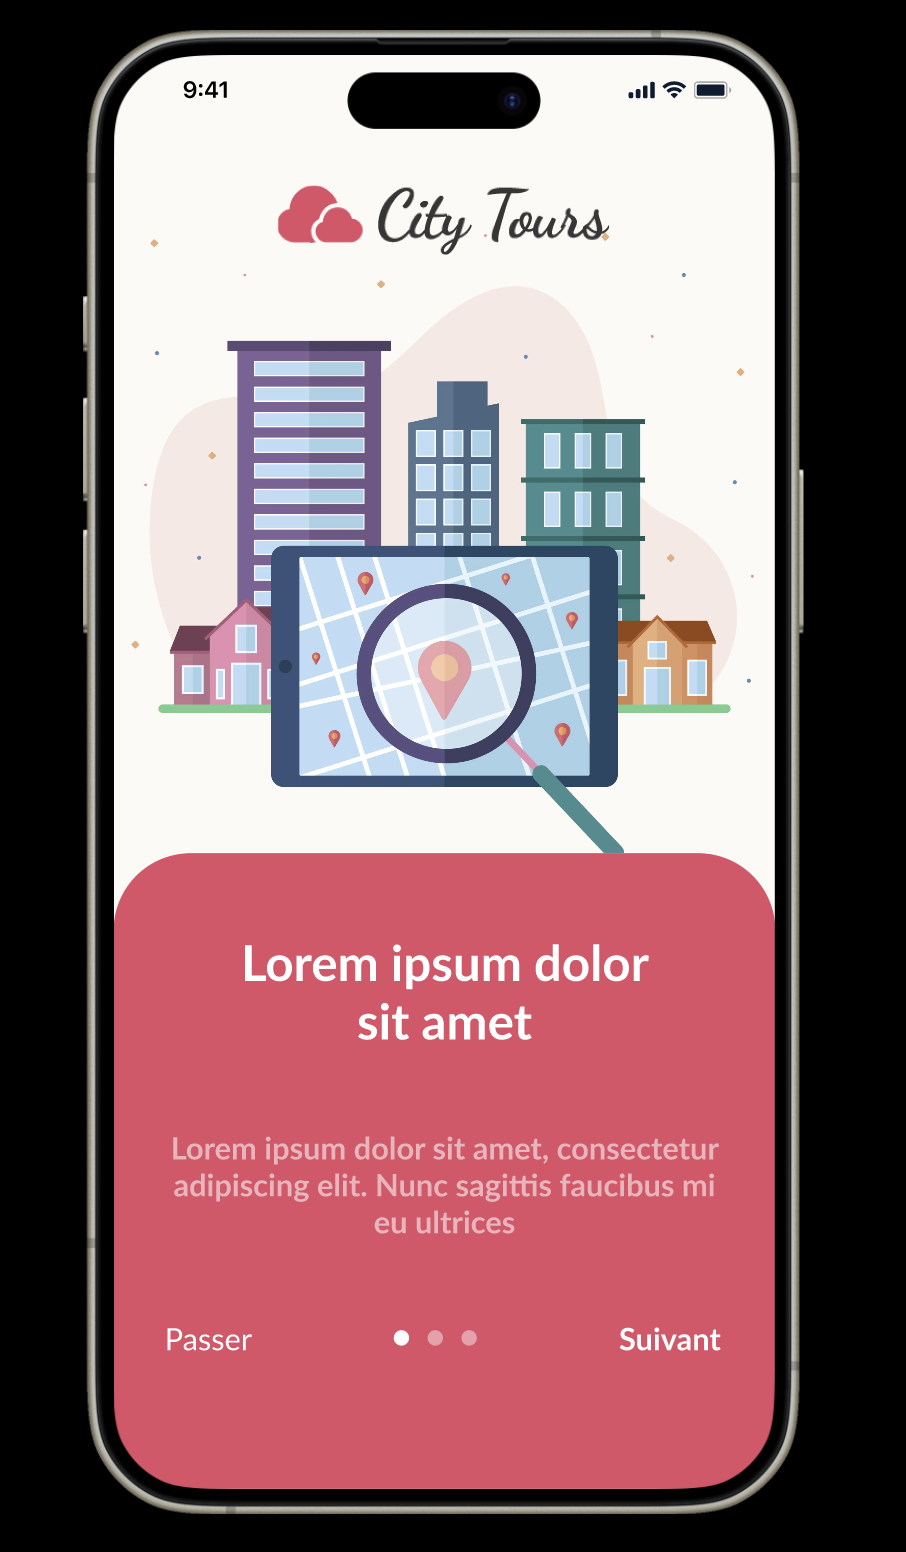 9:41
City Tours
Lorem ipsum dolor
sit amet
Lorem ipsum dolor sit amet, consectetur
adipiscing elit. Nunc sagittis faucibus mi
eu ultrices
Passer
Suivant